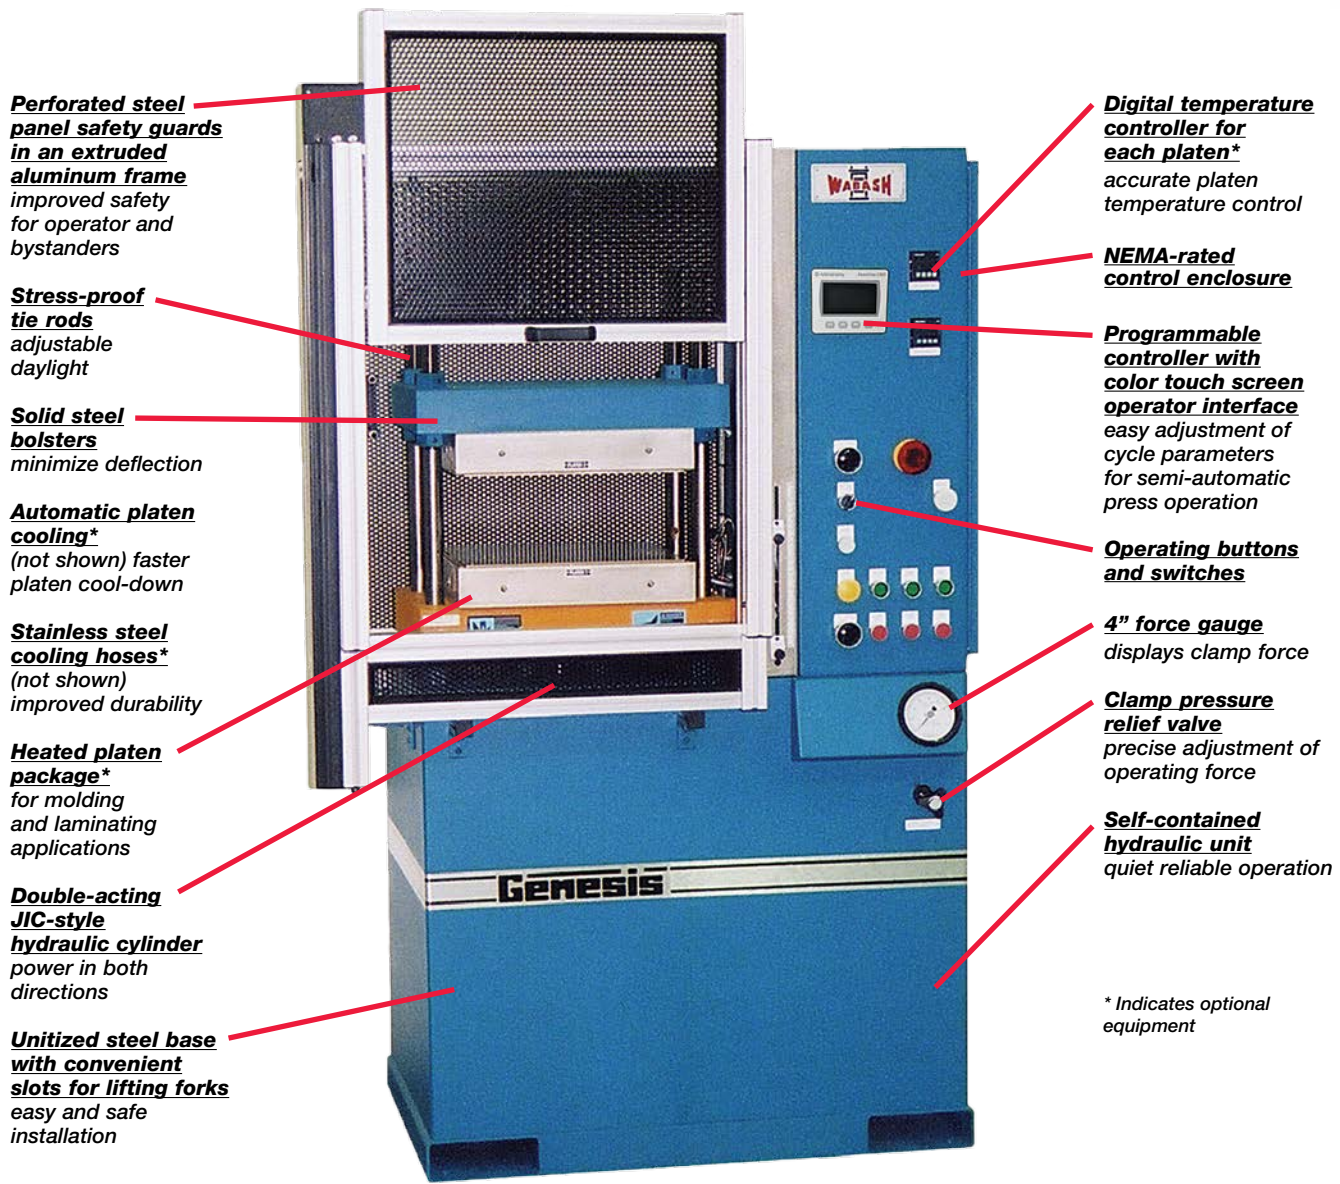 Perforated steel
panel safety guards
in an extruded
aluminum frame
improved safety
for operator and
bystanders
Stress-proof
tie rods
adjustable
daylight
Solid steel
bolsters
minimize deflection
Automatic platen
cooling*
(not shown) faster
platen cool-down
Stainless steel
cooling hoses*
(not shown)
improved durability
Heated platen
package*
for molding
and laminating
applications
Double-acting
JIC-style
hydraulic cylinder
power in both
directions
Unitized steel base
with convenient
slots for lifting forks
easy and safe
installation
WABASH
Genesis
Digital temperature
controller for
each platen*
accurate platen
temperature control
NEMA-rated
control enclosure
Programmable
controller with
color touch screen
operator interface
easy adjustment of
cycle parameters
for semi-automatic
press operation
Operating buttons
and switches
4” force gauge
displays clamp force
Clamp pressure
relief valve
precise adjustment of
operating force
Self-contained
hydraulic unit
quiet reliable operation
* Indicates optional
equipment